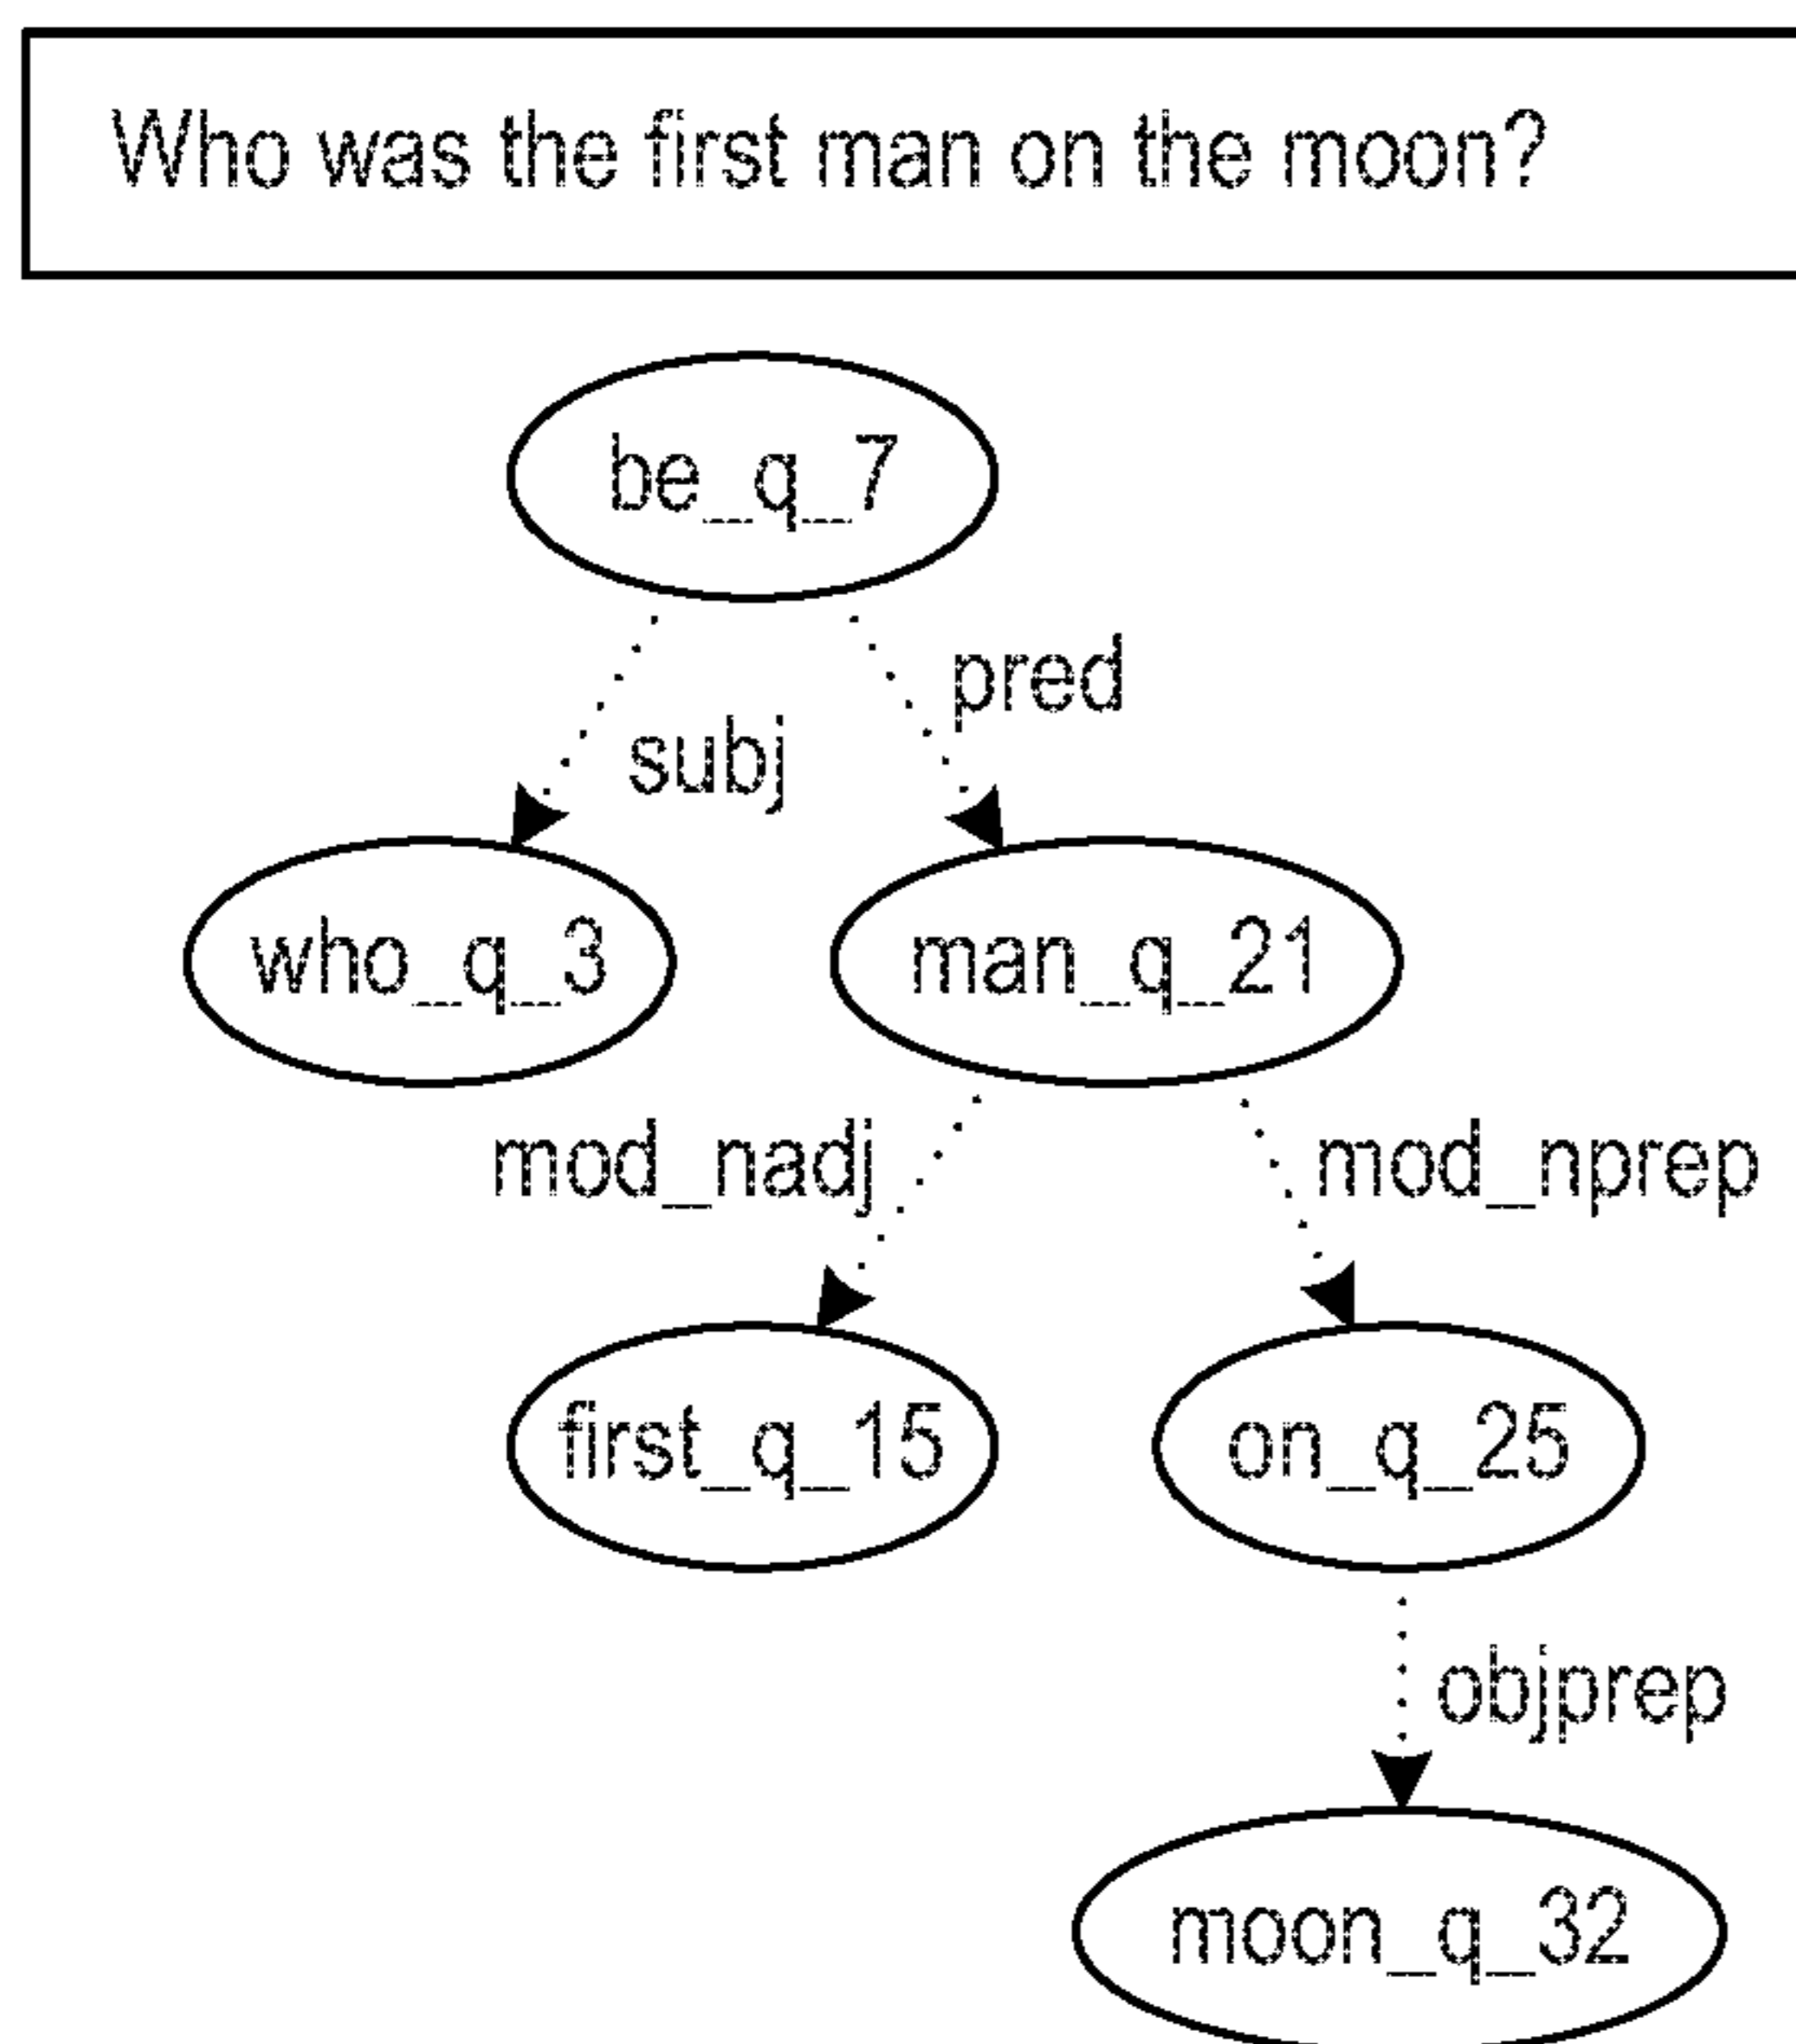 Who was the first man on the moon?
be_q_7
pred
subj
who_q_3
man_q_21
mod_nadj
mod_nprep
first_q_15
on_q_25
objprep
moon_q_32